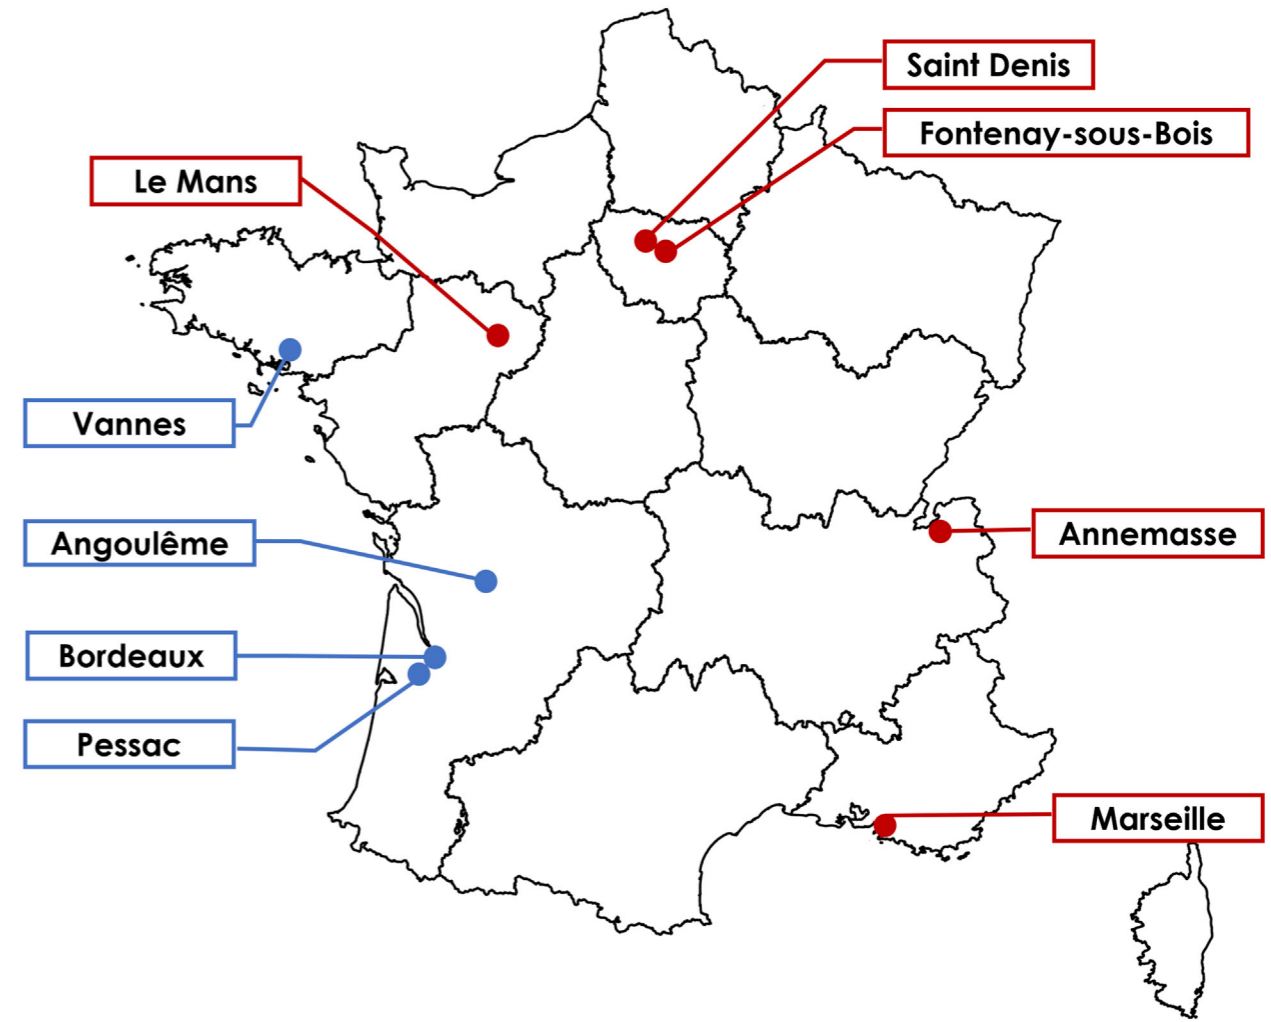 Saint Denis
Fontenay-sous-Bois
Le Mans
Vannes
Angoulême
Annemasse
Bordeaux
Pessac
Marseille